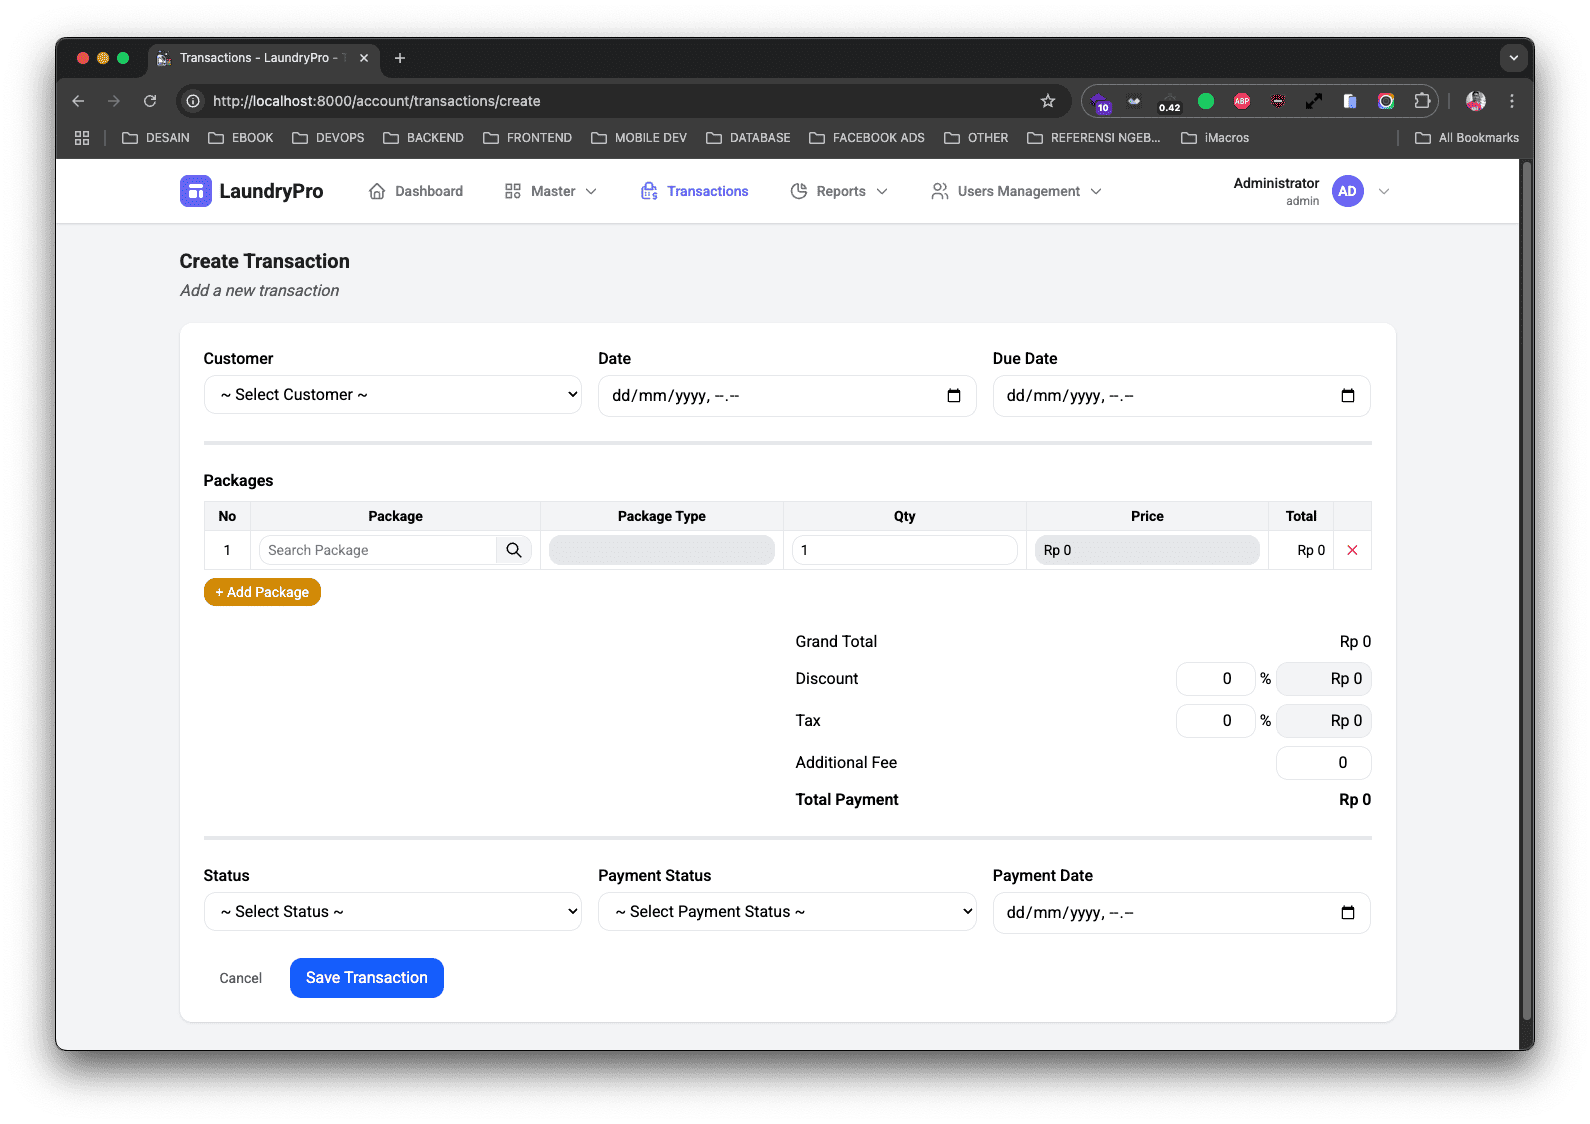 Transactions - LaundryPro -
http://localhost:8000/account/transactions/create
10
0.42
ABP
DESAIN EBOOK DEVOPS BACKEND FRONTEND MOBILE DEV DATABASE FACEBOOK ADS OTHER REFERENSI NGEB... iMacros All Bookmarks
LaundryPro Dashboard Master Transactions Reports Users Management Administrator AD
admin
Create Transaction
Add a new transaction
Customer Date Due Date
~ Select Customer ~ dd/mm/yyyy, --.-- dd/mm/yyyy, --.--
Packages
No Package Package Type Qty Price Total
1 Search Package 1 Rp 0 Rp 0
+ Add Package
Grand Total Rp 0
Discount 0 % Rp 0
Tax 0 % Rp 0
Additional Fee 0
Total Payment Rp 0
Status Payment Status Payment Date
~ Select Status ~ ~ Select Payment Status ~ dd/mm/yyyy, --.--
Cancel Save Transaction